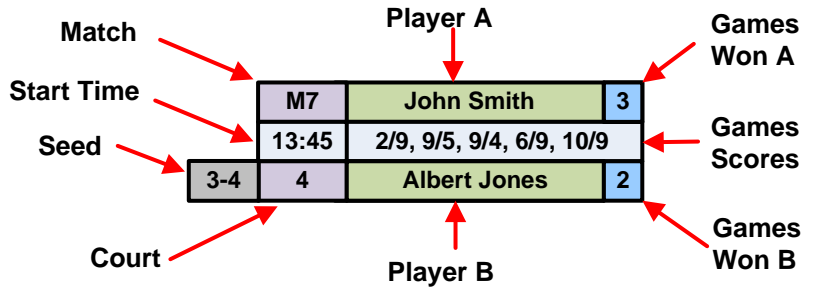 Player A
Match
Games
Won A
Start Time
M7 John Smith 3
13:45 2/9, 9/5, 9/4, 6/9, 10/9
Games
Scores
Seed
3-4 4 Albert Jones 2
Court
Player B
Games
Won B